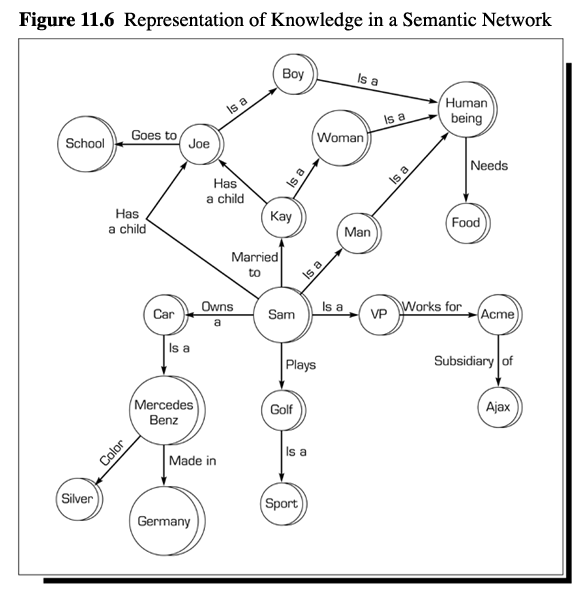 Figure 11.6 Representation of Knowledge in a Semantic Network
Boy
Is a
Human
being
Is a
School
Goes to
Joe
Woman
Is a
Needs
Has
a child
Is a
Is a
Has
a child
Kay
Man
Food
Married
to
Is a
Car
Owns
a
Sam
Is a
VP
Works for
Acme
Is a
Plays
Subsidiary of
Mercedes
Benz
Golf
Ajax
Color
Made in
Is a
Silver
Germany
Sport